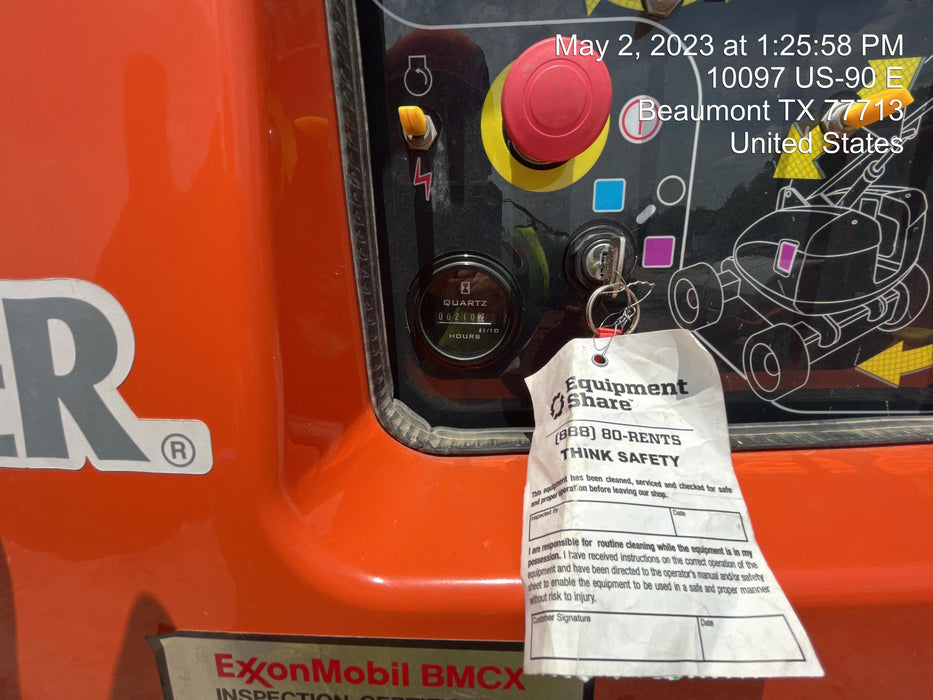 May 2, 2023 at 1:25:58 PM
10097 US-90 E
Beaumont TX 77713
United States
QUARTZ
1/10
HOURS
ER®
Equipment
Share
(888) 80-RENTS
THINK SAFETY
This equipment has been cleaned, serviced and checked for safe
and proper operation before leaving our shop.
Inspected By
Date
I am responsible for routine cleaning while the equipment is in my
possession. I have received instructions on the correct operation of the
equipment and have been directed to the operator's manual and/or safety
sheet to enable the equipment to be used in a safe and proper manner
without risk to injury.
Customer Signature
Date
ExxonMobil BMCX
INSPECTION